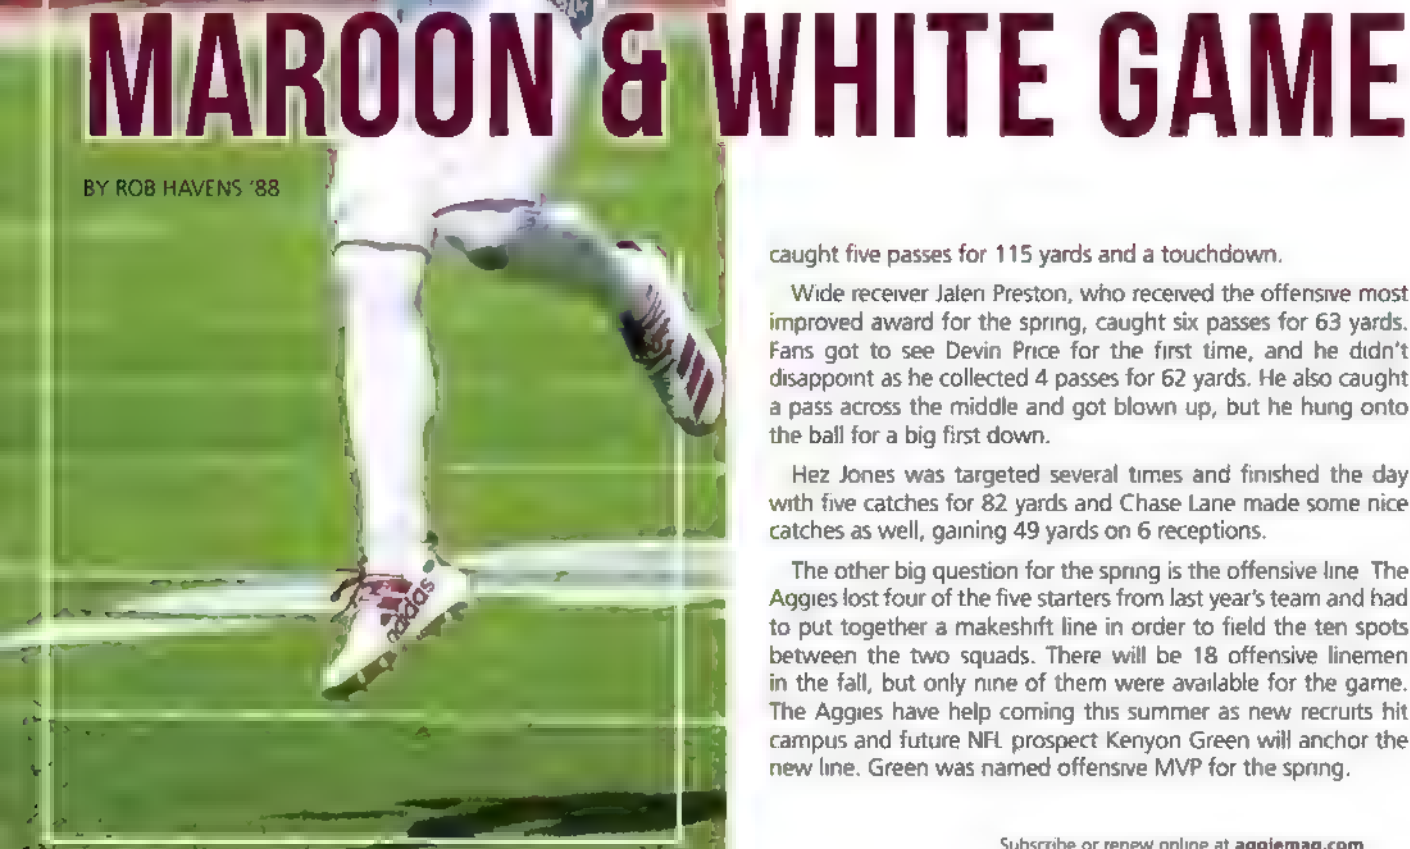 MAROON & WHITE GAME
BY ROB HAVENS '88
caught five passes for 115 yards and a touchdown.
Wide receiver Jalen Preston, who received the offensive most
improved award for the spring, caught six passes for 63 yards.
Fans got to see Devin Price for the first time, and he didn't
disappoint as he collected 4 passes for 62 yards. He also caught
a pass across the middle and got blown up, but he hung onto
the ball for a big first down.
Hez Jones was targeted several times and finished the day
with five catches for 82 yards and Chase Lane made some nice
catches as well, gaining 49 yards on 6 receptions.
The other big question for the spring is the offensive line The
Aggies lost four of the five starters from last year's team and had
to put together a makeshift line in order to field the ten spots
between the two squads. There will be 18 offensive linemen
in the fall, but only nine of them were available for the game.
The Aggies have help coming this summer as new recruits hit
campus and future NFL prospect Kenyon Green will anchor the
new line. Green was named offensive MVP for the spring.
adidas
Subscribe or renew online at aggiemag.com